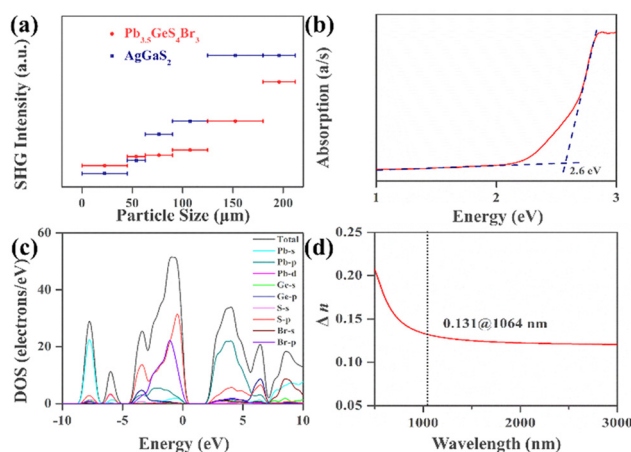 (a)
Pb3.5GeS4Br3
AgGaS2
SHG Intensity (a.u.)
0 50 100 150 200
Particle Size (μm)
(b)
Absorption (a/s)
2.6 eV
1 2 3
Energy (eV)
(c)
Total
Pb-s
Pb-p
Pb-d
Ge-s
Ge-p
S-s
S-p
Br-s
Br-p
DOS (electrons/eV)
60
40
20
0
-10 -5 0 5 10
Energy (eV)
(d)
Δn
0.25
0.20
0.15
0.10
0.05
0.131@1064 nm
1000 2000 3000
Wavelength (nm)